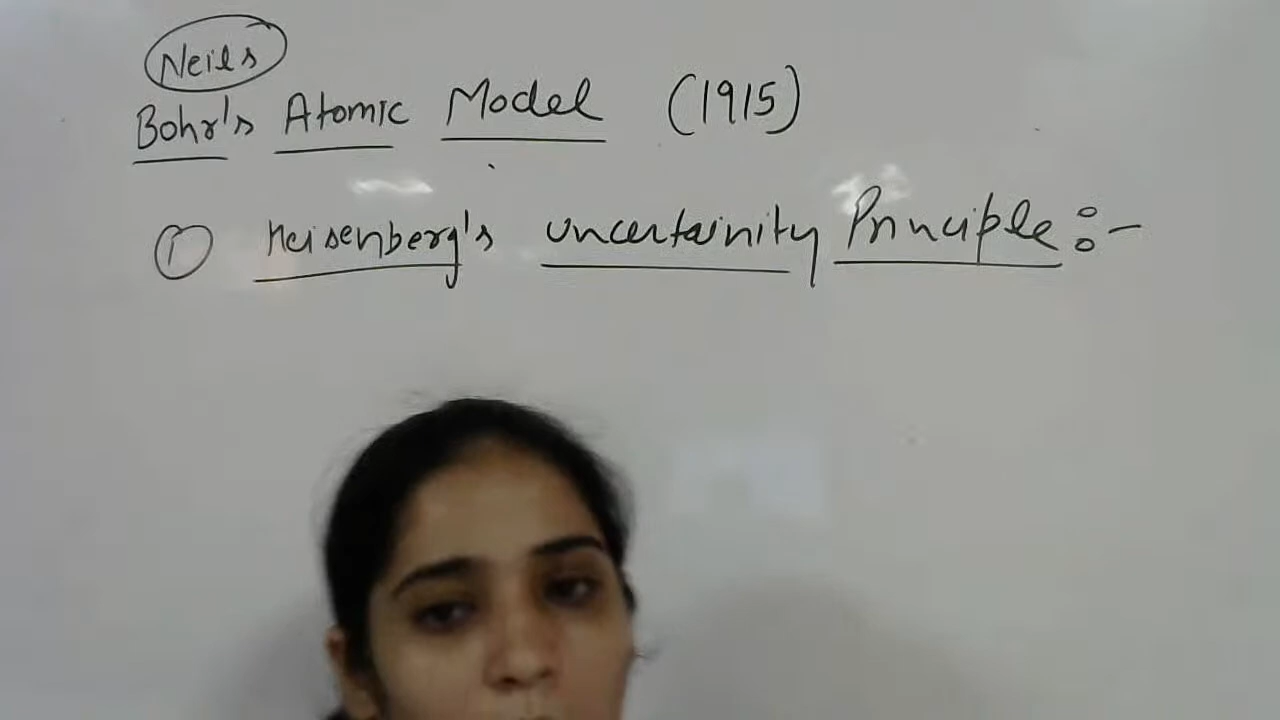 Neils
Bohr's Atomic Model (1915)
① Heisenberg's uncertainity Principle :-